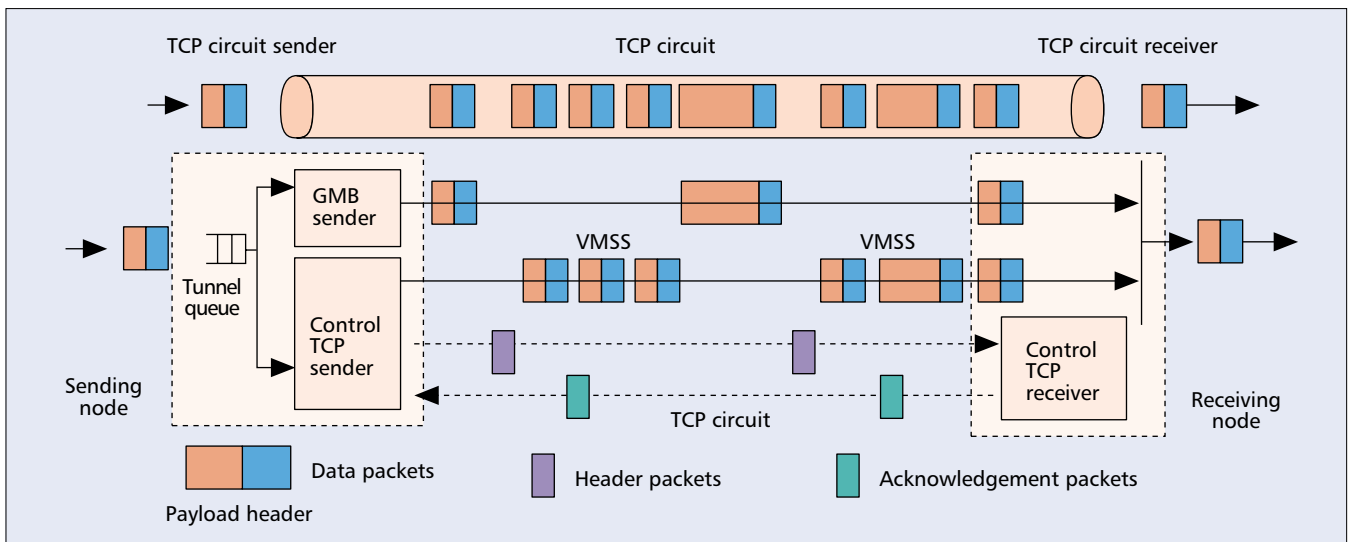 TCP circuit sender
TCP circuit
TCP circuit receiver
GMB
sender
VMSS
VMSS
Tunnel
queue
Control
TCP
sender
Control
TCP
receiver
Sending
node
TCP circuit
Receiving
node
Data packets
Header packets
Acknowledgement packets
Payload header